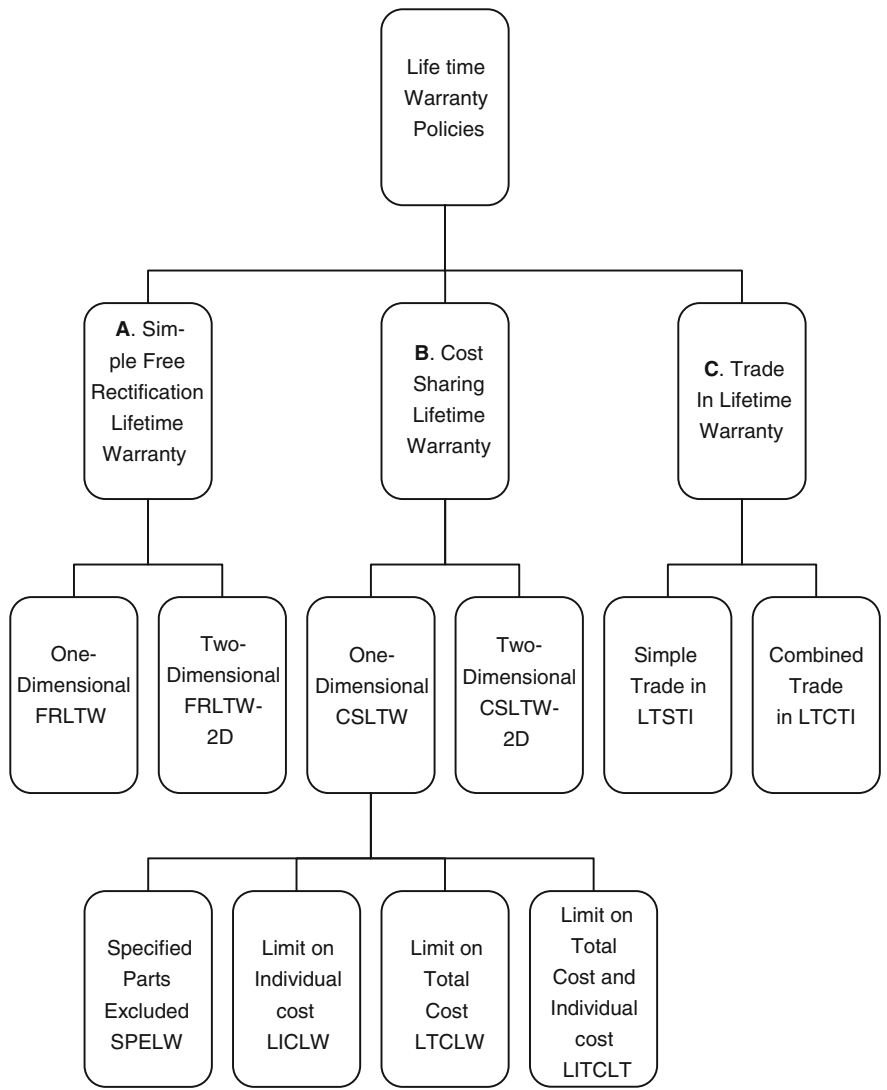 Life time
Warranty
Policies
A. Sim-
ple Free
Rectification
Lifetime
Warranty
B. Cost
Sharing
Lifetime
Warranty
C. Trade
In Lifetime
Warranty
One-
Dimensional
FRLTW
Two-
Dimensional
FRLTW-
2D
One-
Dimensional
CSLTW
Two-
Dimensional
CSLTW-
2D
Simple
Trade in
LTSTI
Combined
Trade
in LTCTI
Specified
Parts
Excluded
SPELW
Limit on
Individual
cost
LICLW
Limit on
Total
Cost
LTCLW
Limit on
Total
Cost and
Individual
cost
LITCLT